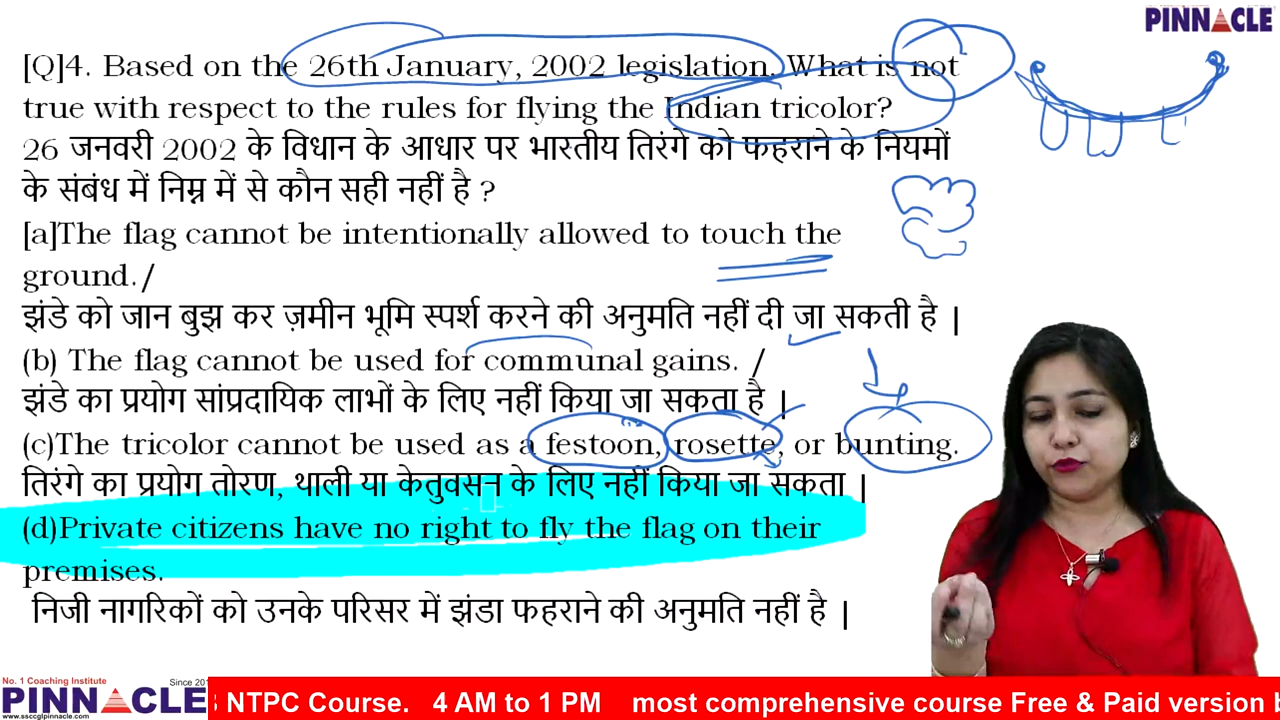 PINNACLE
[Q]4. Based on the 26th January, 2002 legislation, What is not
true with respect to the rules for flying the Indian tricolor?
26 जनवरी 2002 के विधान के आधार पर भारतीय तिरंगे को फहराने के नियमों
के संबंध में निम्न में से कौन सही नहीं है ?
[a]The flag cannot be intentionally allowed to touch the
ground./
झंडे को जान बुझ कर ज़मीन भूमि स्पर्श करने की अनुमति नहीं दी जा सकती है |
(b) The flag cannot be used for communal gains. /
झंडे का प्रयोग सांप्रदायिक लाभों के लिए नहीं किया जा सकता है |
(c)The tricolor cannot be used as a festoon, rosette, or bunting.
तिरंगे का प्रयोग तोरण, थाली या केतुवसन के लिए नहीं किया जा सकता |
(d)Private citizens have no right to fly the flag on their
premises.
निजी नागरिकों को उनके परिसर में झंडा फहराने की अनुमति नहीं है |
No. 1 Coaching Institute
Since
PINNACLE
www.ssccglpinnacle.com
NTPC Course. 4 AM to 1 PM most comprehensive course Free & Paid version